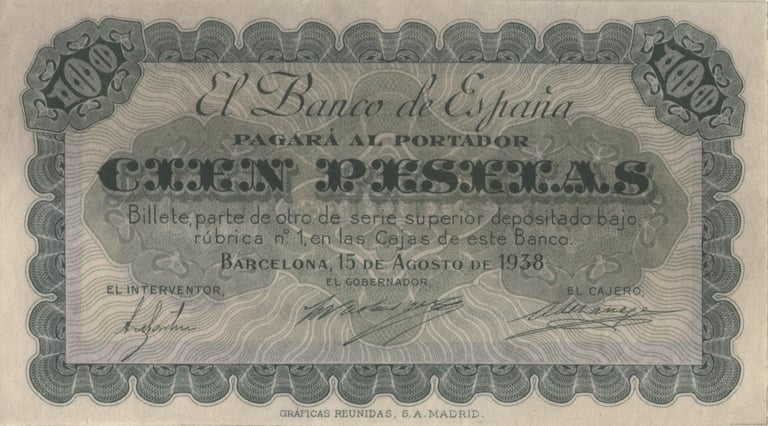 100
100
El Banco de España
PAGARÁ AL PORTADOR
CIEN PESETAS
Billete, parte de otro de serie superior depositado bajo
rúbrica nº. 1, en las Cajas de este Banco.
BARCELONA, 15 DE AGOSTO DE 1938
EL GOBERNADOR,
EL INTERVENTOR, EL CAJERO,
GRÁFICAS REUNIDAS, S.A. MADRID.